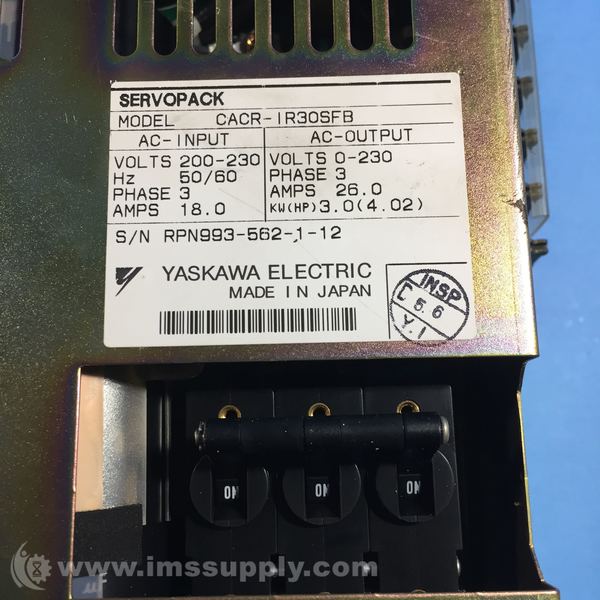 SERVOPACK
MODEL CACR-IR30SFB
AC-INPUT AC-OUTPUT
VOLTS 200-230 VOLTS 0-230
Hz 50/60 PHASE 3
PHASE 3 AMPS 26.0
AMPS 18.0 KW(HP)3.0(4.02)
S/N RPN993-562-1-12
YASKAWA ELECTRIC
MADE IN JAPAN
INSP
C 5.6
Y.I
ON ON ON
www.imssupply.com